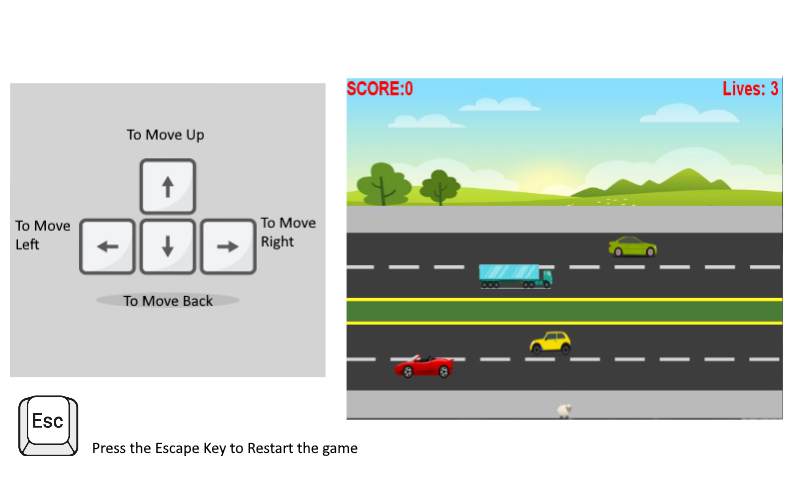 To Move Up
To Move
Left
To Move
Right
To Move Back
Esc
Press the Escape Key to Restart the game
SCORE:0
Lives: 3